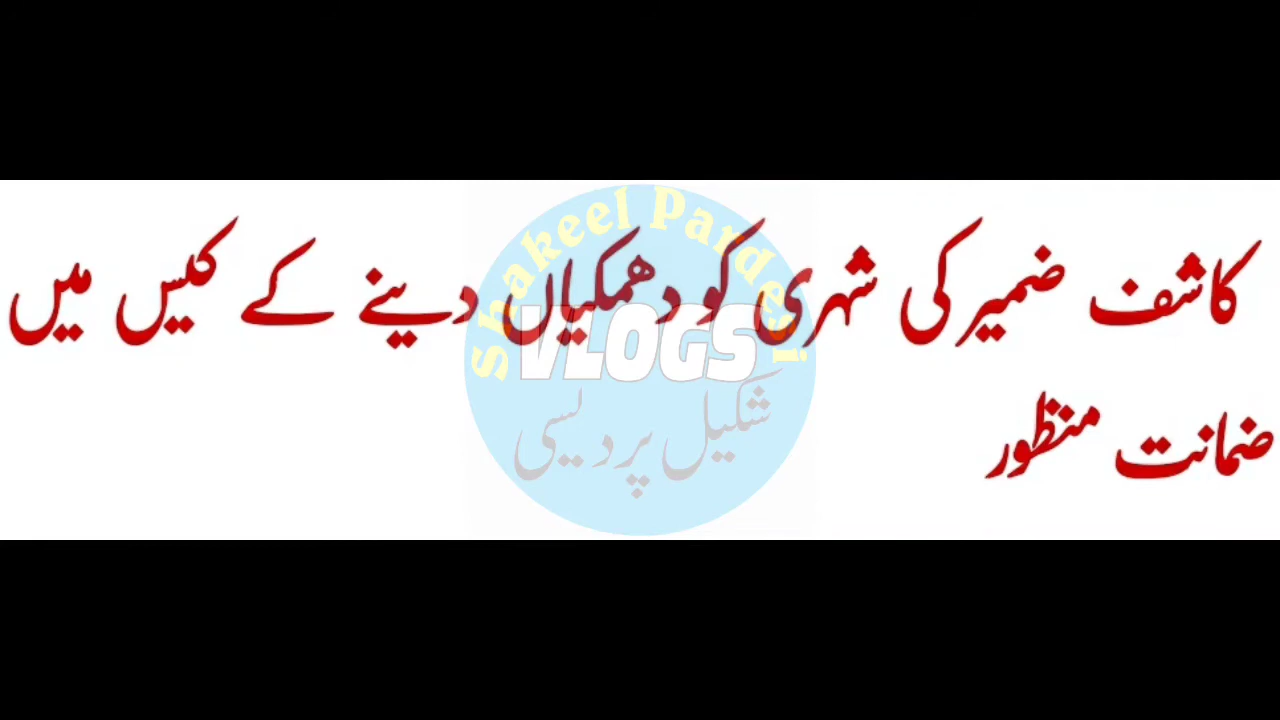 کاشف ضمیر کی شہری کو دھمکیاں دینے کے کیس میں
ضمانت منظور
Shakeel Pardesi
VLOGS
شکیل پردیسی